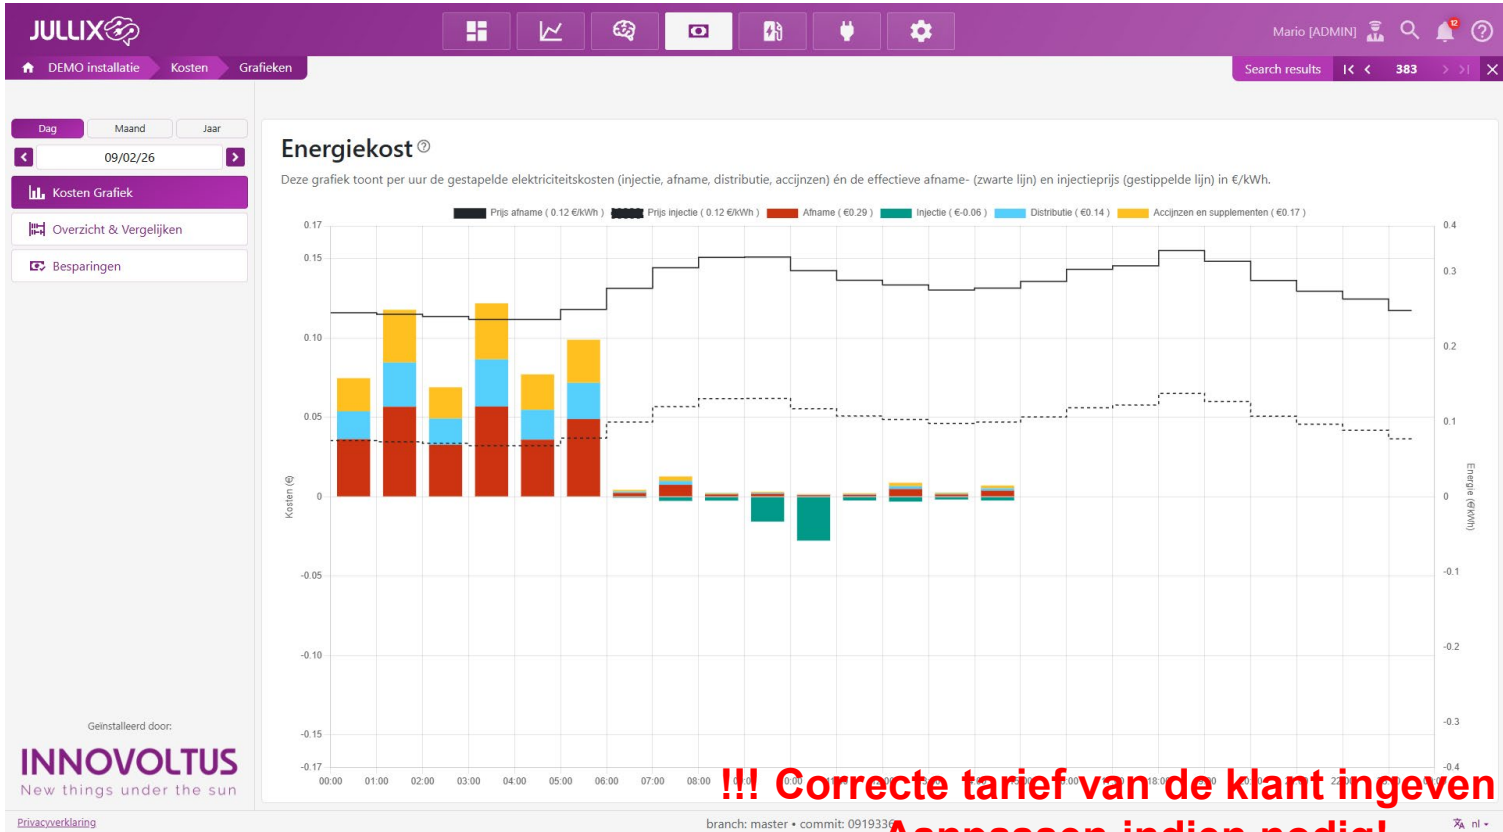 JULLIX
Mario [ADMIN]
12
DEMO installatie
Kosten
Grafieken
Search results
383
Dag
Maand
Jaar
09/02/26
Kosten Grafiek
Overzicht & Vergelijken
Besparingen
Energiekost
Deze grafiek toont per uur de gestapelde elektriciteitskosten (injectie, afname, distributie, accijnzen) én de effectieve afname- (zwarte lijn) en injectieprijs (gestippelde lijn) in €/kWh.
Prijs afname ( 0.12 €/kWh ) Prijs injectie ( 0.12 €/kWh ) Afname ( €0.29 ) Injectie ( €-0.06 ) Distributie ( €0.14 ) Accijnzen en supplementen ( €0.17 )
0.17
0.15
0.10
0.05
0
-0.05
-0.10
-0.15
-0.17
Kosten (€)
0.4
0.3
0.2
0.1
0
-0.1
-0.2
-0.3
-0.4
Energie (€/kWh)
00:00 01:00 02:00 03:00 04:00 05:00 06:00 07:00 08:00
!!! Correcte tarief van de klant ingeven
Aanpassen indien nodig!
Geïnstalleerd door:
INNOVOLTUS
New things under the sun
Privacyverklaring
branch: master • commit: 0919336
nl